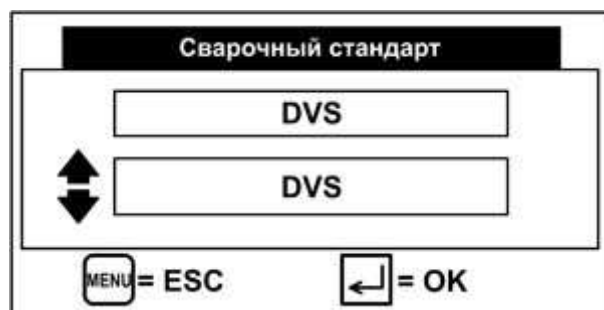 Сварочный стандарт
DVS
DVS
MENU = ESC = OK